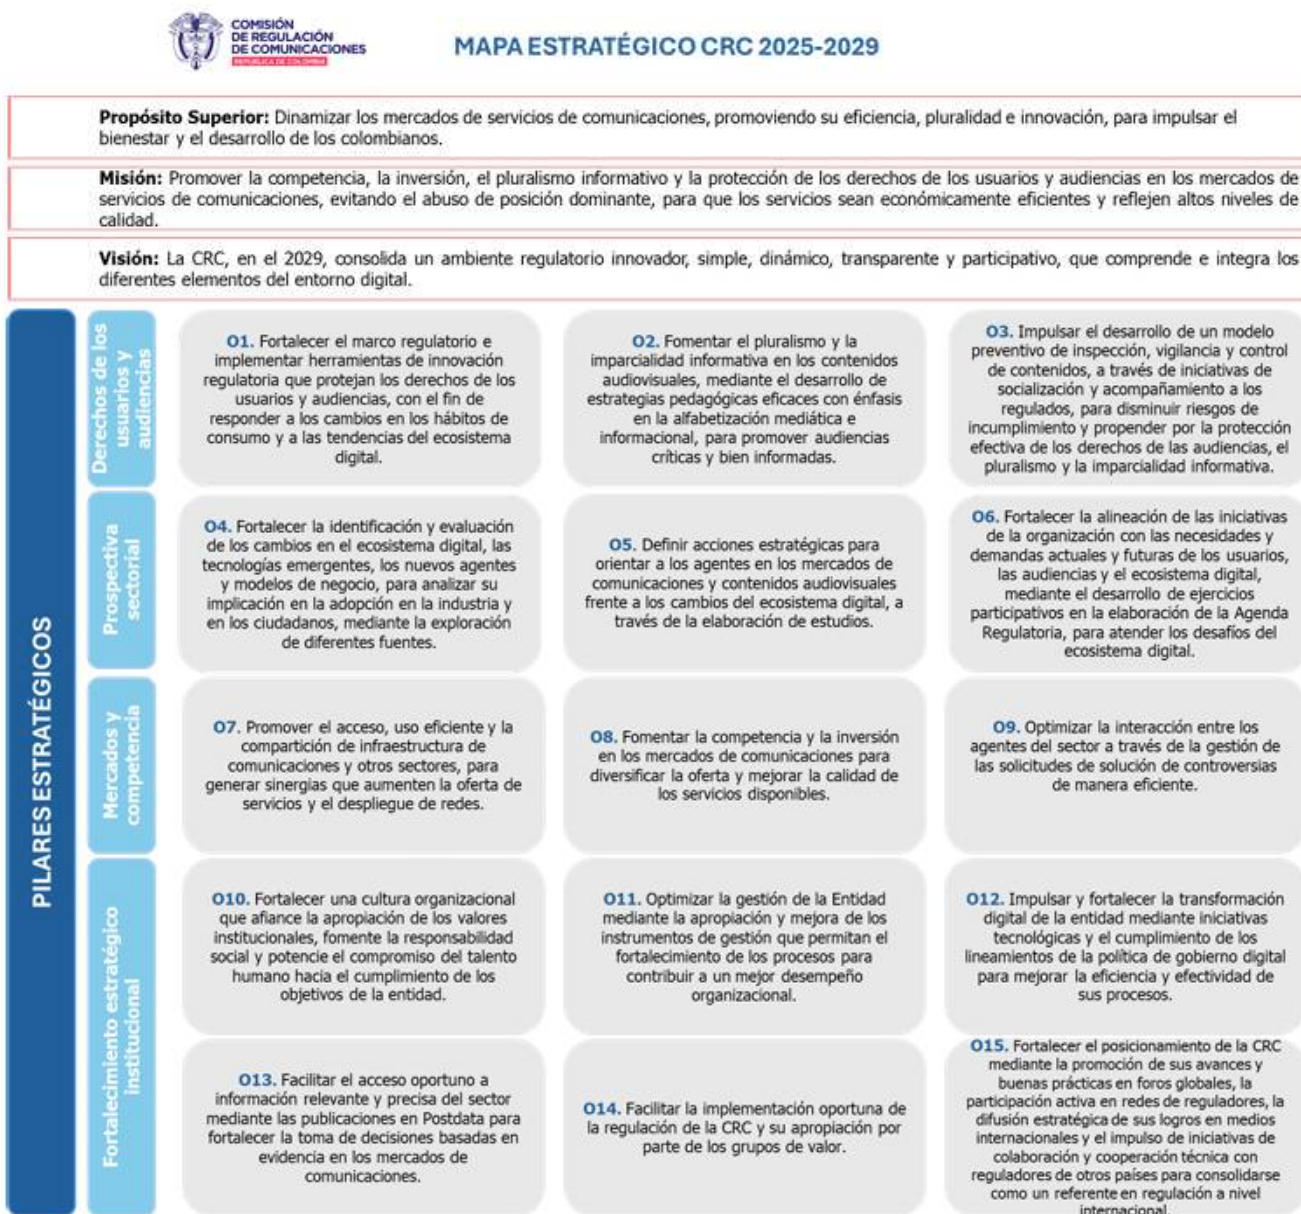 COMISIÓN
DE REGULACIÓN
DE COMUNICACIONES
REPÚBLICA DE COLOMBIA
MAPA ESTRATÉGICO CRC 2025-2029
Propósito Superior: Dinamizar los mercados de servicios de comunicaciones, promoviendo su eficiencia, pluralidad e innovación, para impulsar el
bienestar y el desarrollo de los colombianos.
Misión: Promover la competencia, la inversión, el pluralismo informativo y la protección de los derechos de los usuarios y audiencias en los mercados de
servicios de comunicaciones, evitando el abuso de posición dominante, para que los servicios sean económicamente eficientes y reflejen altos niveles de
calidad.
Visión: La CRC, en el 2029, consolida un ambiente regulatorio innovador, simple, dinámico, transparente y participativo, que comprende e integra los
diferentes elementos del entorno digital.
PILARES ESTRATÉGICOS
Derechos de los
usuarios y
audiencias
O1. Fortalecer el marco regulatorio e
implementar herramientas de innovación
regulatoria que protejan los derechos de los
usuarios y audiencias, con el fin de
responder a los cambios en los hábitos de
consumo y a las tendencias del ecosistema
digital.
O2. Fomentar el pluralismo y la
imparcialidad informativa en los contenidos
audiovisuales, mediante el desarrollo de
estrategias pedagógicas eficaces con énfasis
en la alfabetización mediática e
informacional, para promover audiencias
críticas y bien informadas.
O3. Impulsar el desarrollo de un modelo
preventivo de inspección, vigilancia y control
de contenidos, a través de iniciativas de
socialización y acompañamiento a los
regulados, para disminuir riesgos de
incumplimiento y propender por la protección
efectiva de los derechos de las audiencias, el
pluralismo y la imparcialidad informativa.
Prospectiva
sectorial
O4. Fortalecer la identificación y evaluación
de los cambios en el ecosistema digital, las
tecnologías emergentes, los nuevos agentes
y modelos de negocio, para analizar su
implicación en la adopción en la industria y
en los ciudadanos, mediante la exploración
de diferentes fuentes.
O5. Definir acciones estratégicas para
orientar a los agentes en los mercados de
comunicaciones y contenidos audiovisuales
frente a los cambios del ecosistema digital, a
través de la elaboración de estudios.
O6. Fortalecer la alineación de las iniciativas
de la organización con las necesidades y
demandas actuales y futuras de los usuarios,
las audiencias y el ecosistema digital,
mediante el desarrollo de ejercicios
participativos en la elaboración de la Agenda
Regulatoria, para atender los desafíos del
ecosistema digital.
Mercados y
competencia
O7. Promover el acceso, uso eficiente y la
compartición de infraestructura de
comunicaciones y otros sectores, para
generar sinergias que aumenten la oferta de
servicios y el despliegue de redes.
O8. Fomentar la competencia y la inversión
en los mercados de comunicaciones para
diversificar la oferta y mejorar la calidad de
los servicios disponibles.
O9. Optimizar la interacción entre los
agentes del sector a través de la gestión de
las solicitudes de solución de controversias
de manera eficiente.
Fortalecimiento estratégico
institucional
O10. Fortalecer una cultura organizacional
que afiance la apropiación de los valores
institucionales, fomente la responsabilidad
social y potencie el compromiso del talento
humano hacia el cumplimiento de los
objetivos de la entidad.
O11. Optimizar la gestión de la Entidad
mediante la apropiación y mejora de los
instrumentos de gestión que permitan el
fortalecimiento de los procesos para
contribuir a un mejor desempeño
organizacional.
O12. Impulsar y fortalecer la transformación
digital de la entidad mediante iniciativas
tecnológicas y el cumplimiento de los
lineamientos de la política de gobierno digital
para mejorar la eficiencia y efectividad de
sus procesos.
O13. Facilitar el acceso oportuno a
información relevante y precisa del sector
mediante las publicaciones en Postdata para
fortalecer la toma de decisiones basadas en
evidencia en los mercados de
comunicaciones.
O14. Facilitar la implementación oportuna de
la regulación de la CRC y su apropiación por
parte de los grupos de valor.
O15. Fortalecer el posicionamiento de la CRC
mediante la promoción de sus avances y
buenas prácticas en foros globales, la
participación activa en redes de reguladores, la
difusión estratégica de sus logros en medios
internacionales y el impulso de iniciativas de
colaboración y cooperación técnica con
reguladores de otros países para consolidarse
como un referente en regulación a nivel
internacional.